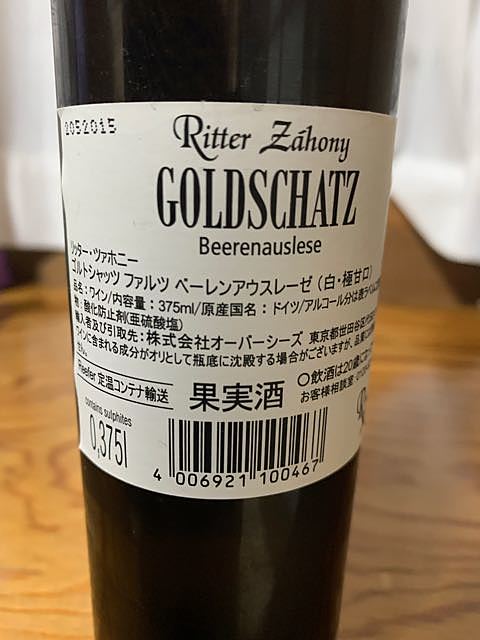 2052015
Ritter Záhony
GOLDSCHATZ
Beerenauslese
リッター・ツァホニー
ゴルトシャッツ ファルツ ベーレンアウスレーゼ (白・極甘口)
品名:ワイン/内容量:375ml/原産国名:ドイツ/アルコール分は表ラベルに
酸化防止剤(亜硫酸塩)
輸入者及び引取先:株式会社オーバーシーズ 東京都世田谷区
ワインに含まれる成分がオリとして瓶底に沈殿する場合がございますが、品質に
Reefer 定温コンテナ輸送
果実酒
○飲酒は20歳に
お客様相談室
contains sulphites
0,375l
4 006921 100467